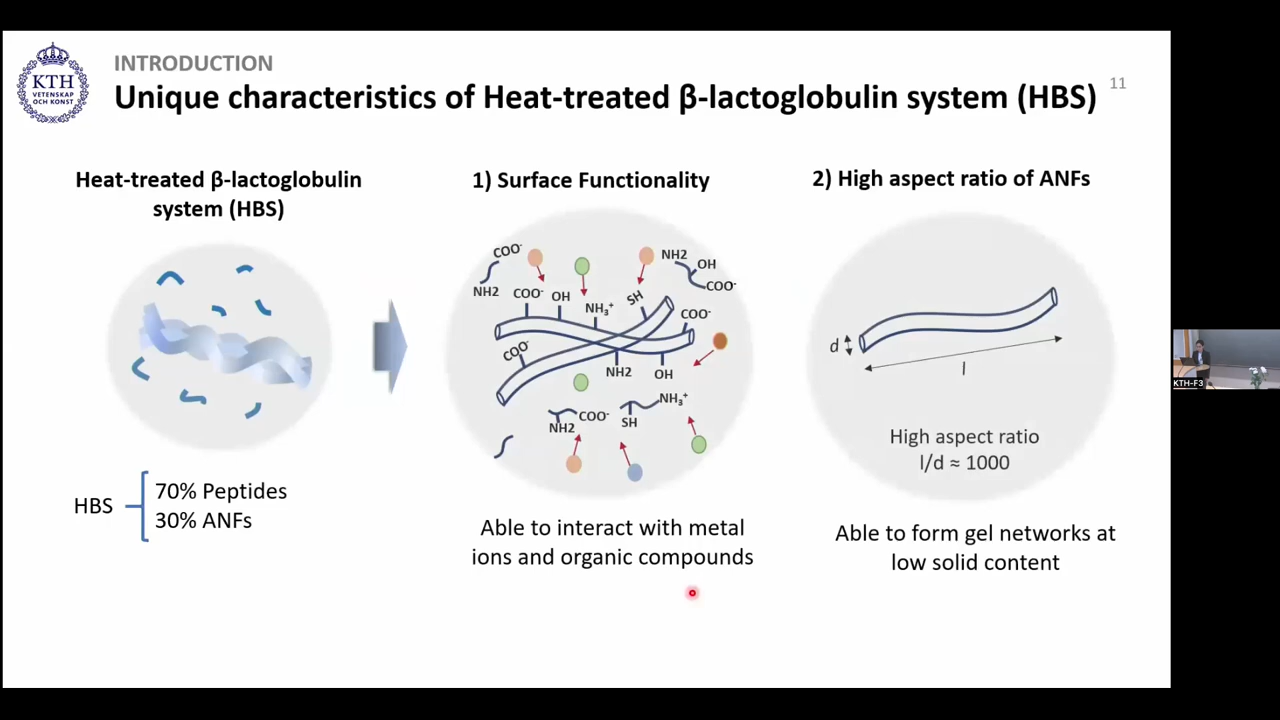 KTH
VETENSKAP
OCH KONST
INTRODUCTION
Unique characteristics of Heat-treated β-lactoglobulin system (HBS)
11
Heat-treated β-lactoglobulin
system (HBS)
HBS
70% Peptides
30% ANFs
1) Surface Functionality
COO-
NH2
COO-
OH
NH3+
SH
NH2
OH
COO-
COO-
COO-
NH2
OH
COO-
NH2
SH
NH3+
Able to interact with metal
ions and organic compounds
2) High aspect ratio of ANFs
d
l
High aspect ratio
l/d ≈ 1000
Able to form gel networks at
low solid content
KTH-F3